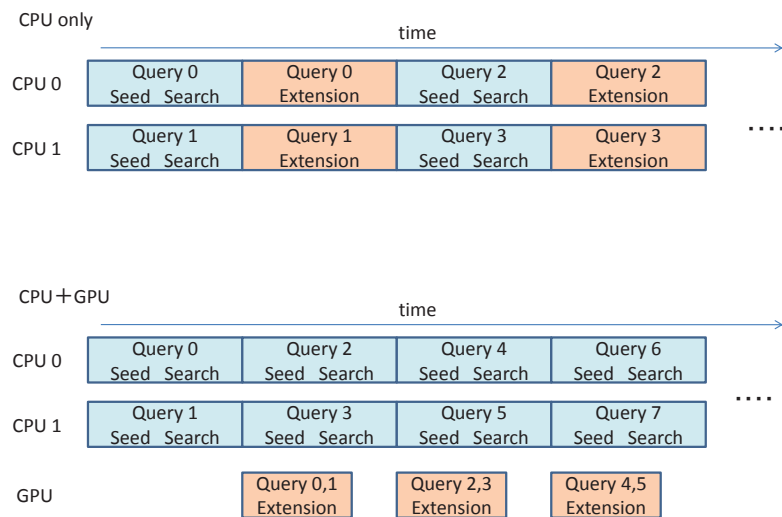 CPU only
time
CPU 0
Query 0
Seed Search
Query 0
Extension
Query 2
Seed Search
Query 2
Extension
CPU 1
Query 1
Seed Search
Query 1
Extension
Query 3
Seed Search
Query 3
Extension
....
CPU+GPU
time
CPU 0
Query 0
Seed Search
Query 2
Seed Search
Query 4
Seed Search
Query 6
Seed Search
CPU 1
Query 1
Seed Search
Query 3
Seed Search
Query 5
Seed Search
Query 7
Seed Search
....
GPU
Query 0,1
Extension
Query 2,3
Extension
Query 4,5
Extension